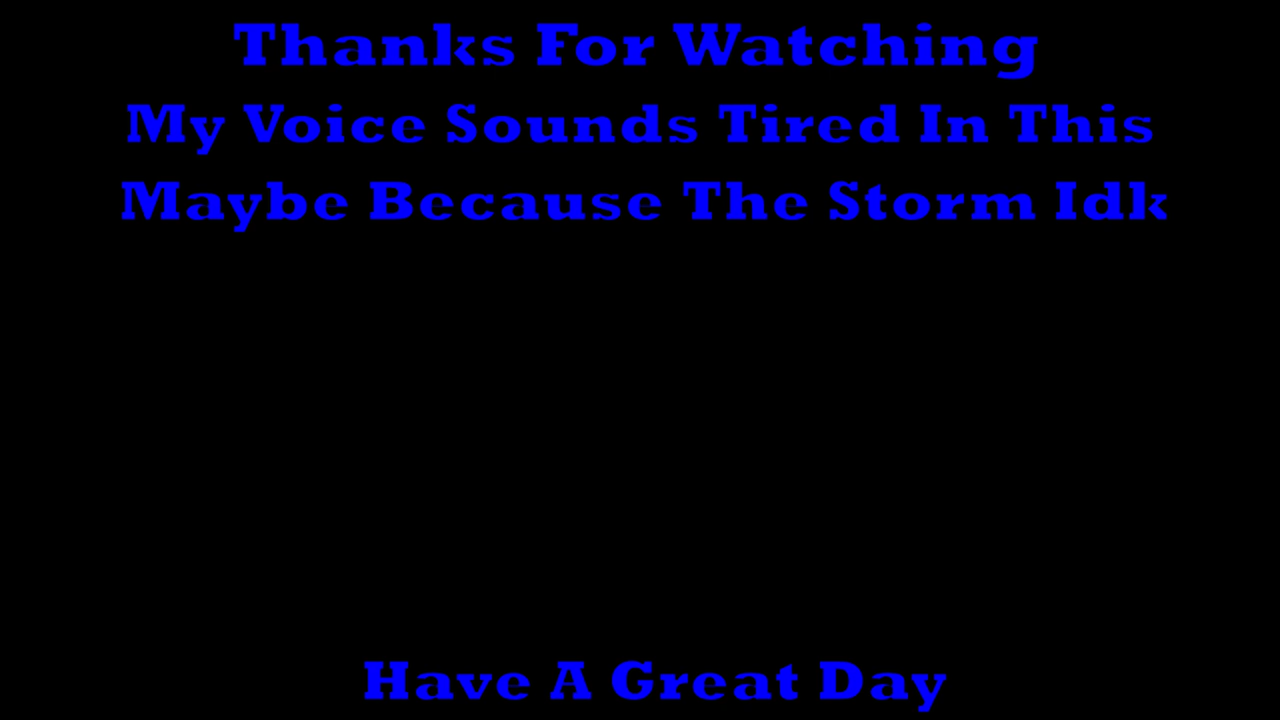 Thanks For Watching
My Voice Sounds Tired In This
Maybe Because The Storm Idk
Have A Great Day